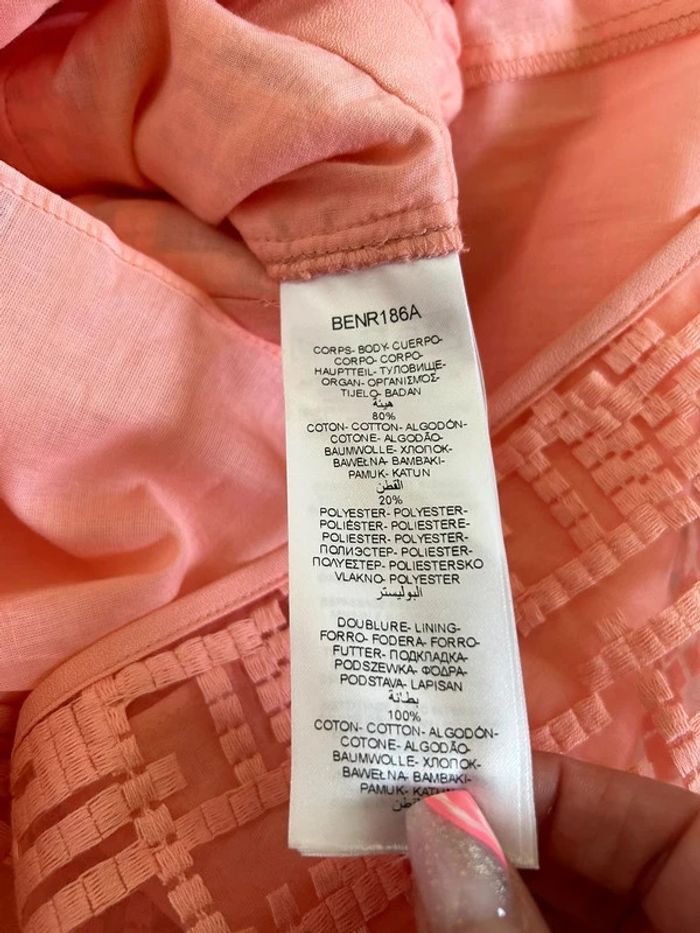 BENR186A
CORPS- BODY- CUERPO-
CORPO- CORPO-
HAUPTTEIL- ТУЛОВИЩЕ-
ORGAN- ΟΡΓΑΝΙΣΜΟΣ-
TIJELO- BADAN
هيئة
80%
COTON- COTTON- ALGODÓN-
COTONE- ALGODÃO-
BAUMWOLLE- ХЛОПОК-
BAWEŁNA- ΒΑΜΒΑΚΙ-
PAMUK- KATUN
القطن
20%
POLYESTER- POLYESTER-
POLIÉSTER- POLIESTERE-
POLIESTER- POLYESTER-
ПОЛИЭСТЕР- POLIESTER-
ΠΟΛΥΕΣΤΕΡ- POLIESTERSKO
VLAKNO- POLYESTER
البوليستر
DOUBLURE- LINING-
FORRO- FODERA- FORRO-
FUTTER- ПОДКЛАДКА-
PODSZEWKA- ΦΟΔΡΑ-
PODSTAVA- LAPISAN
بطانة
100%
COTON- COTTON- ALGODÓN-
COTONE- ALGODÃO-
BAUMWOLLE- ХЛОПОК-
BAWEŁNA- ΒΑΜΒΑΚΙ-
PAMUK-